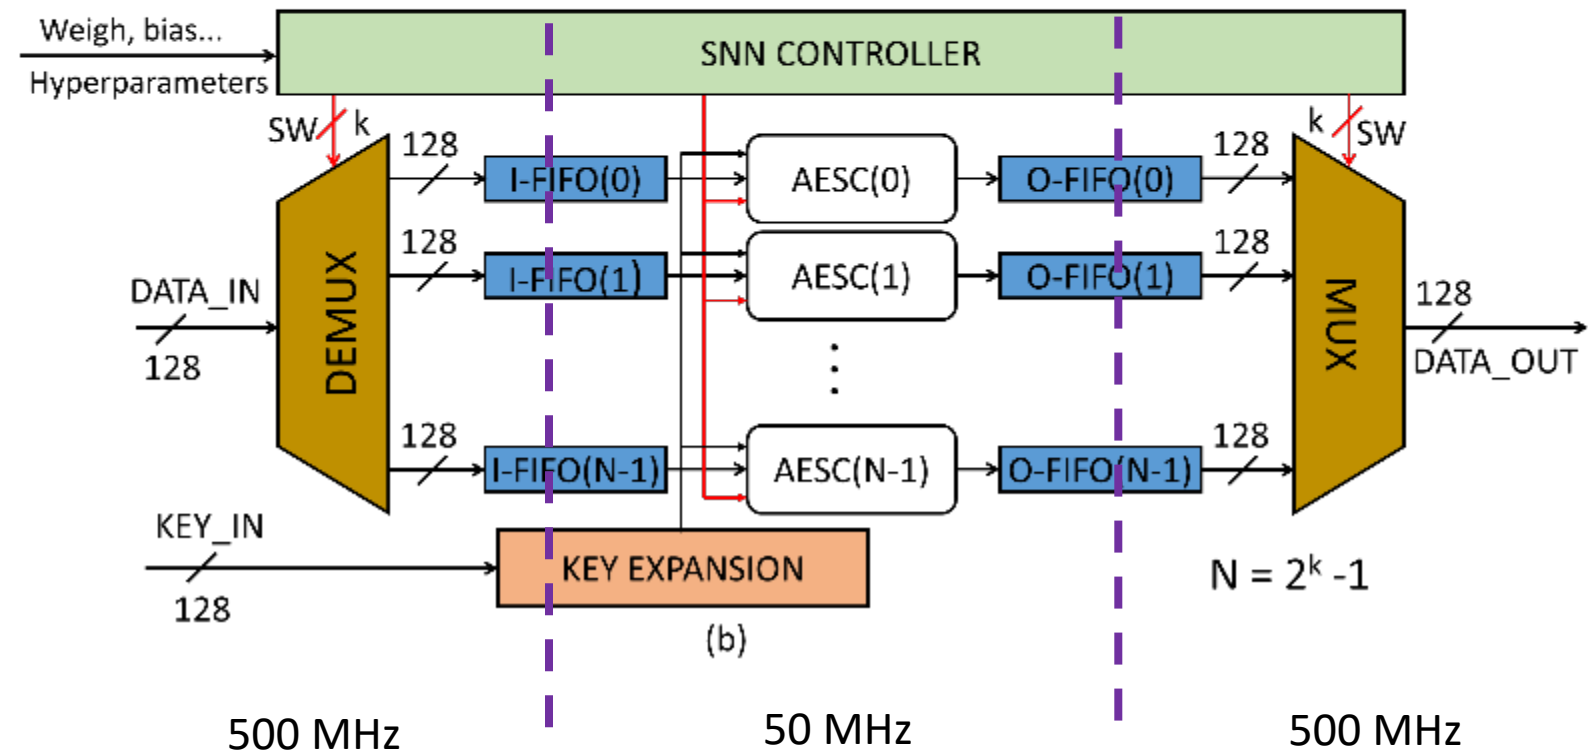 Weigh, bias...
Hyperparameters
SNN CONTROLLER
SW
k
k
SW
128
I-FIFO(0)
AESC(0)
O-FIFO(0)
128
128
I-FIFO(1)
AESC(1)
O-FIFO(1)
128
DATA_IN
128
DEMUX
MUX
128
DATA_OUT
128
I-FIFO(N-1)
AESC(N-1)
O-FIFO(N-1)
128
KEY_IN
128
KEY EXPANSION
N = 2ᵏ -1
(b)
500 MHz
50 MHz
500 MHz